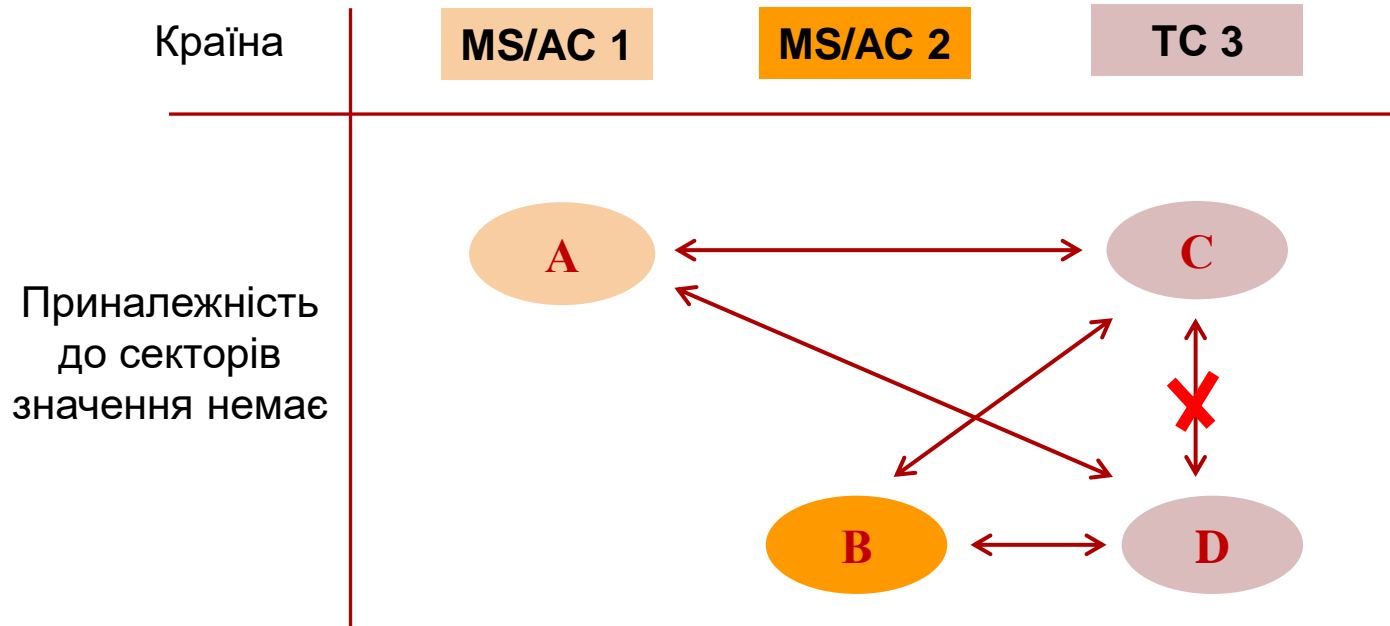 Країна
MS/AC 1
MS/AC 2
TC 3
Приналежність
до секторів
значення немає
A
C
B
D